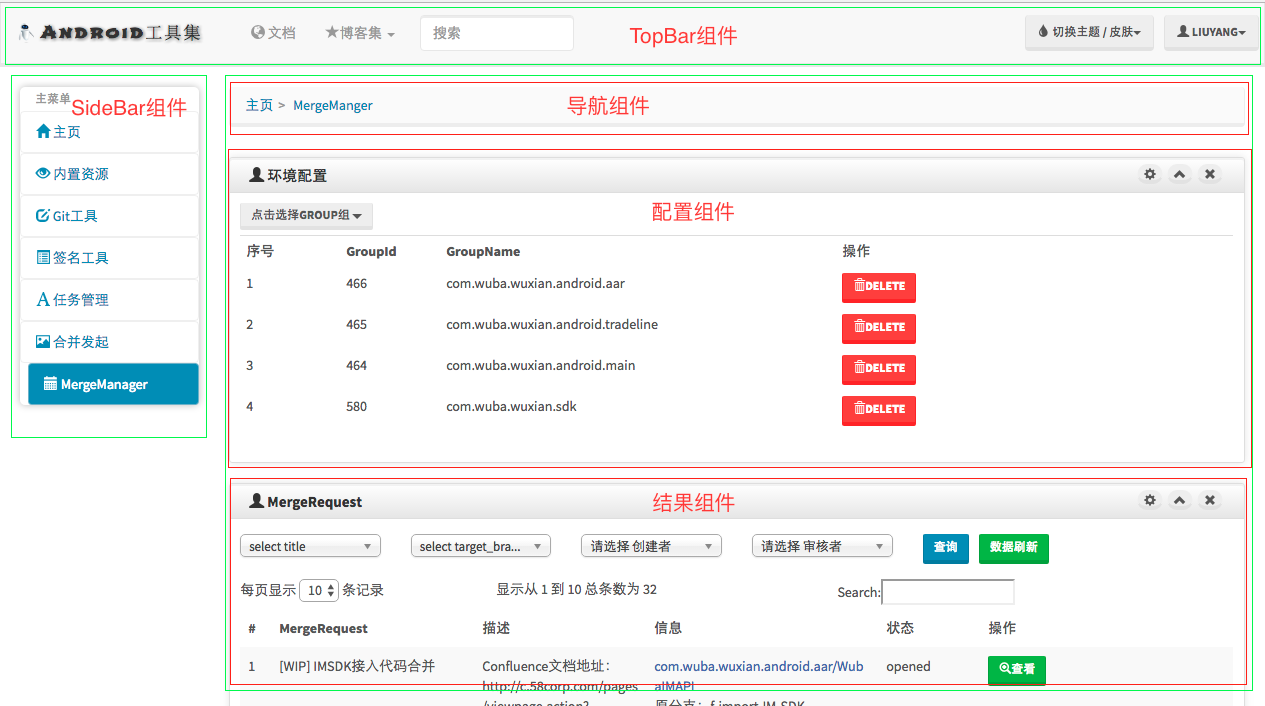 ANDROID工具集 文档 ★博客集 搜索 TopBar组件 切换主题 / 皮肤 LIUYANG
主菜单
SideBar组件
主页
内置资源
Git工具
签名工具
A 任务管理
合并发起
MergeManager
主页 > MergeManger 导航组件
环境配置
点击选择GROUP组 配置组件
序号 GroupId GroupName 操作
1 466 com.wuba.wuxian.android.aar DELETE
2 465 com.wuba.wuxian.android.tradeline DELETE
3 464 com.wuba.wuxian.android.main DELETE
4 580 com.wuba.wuxian.sdk DELETE
MergeRequest 结果组件
select title select target_bra... 请选择 创建者 请选择 审核者 查询 数据刷新
每页显示 10 条记录 显示从 1 到 10 总条数为 32 Search:
# MergeRequest 描述 信息 状态 操作
1 [WIP] IMSDK接入代码合并 Confluence文档地址： com.wuba.wuxian.android.aar/Wub opened 查看
http://c.58corp.com/pages aIMAPI
/viewpage.action? 原分支：f-import-IM-SDK